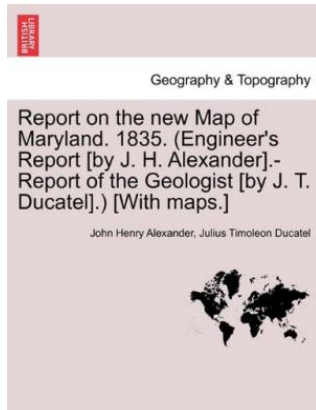 BRITISH
LIBRARY
Geography & Topography
Report on the new Map of
Maryland. 1835. (Engineer's
Report [by J. H. Alexander].-
Report of the Geologist [by J. T.
Ducatel].) [With maps.]
John Henry Alexander, Julius Timoleon Ducatel